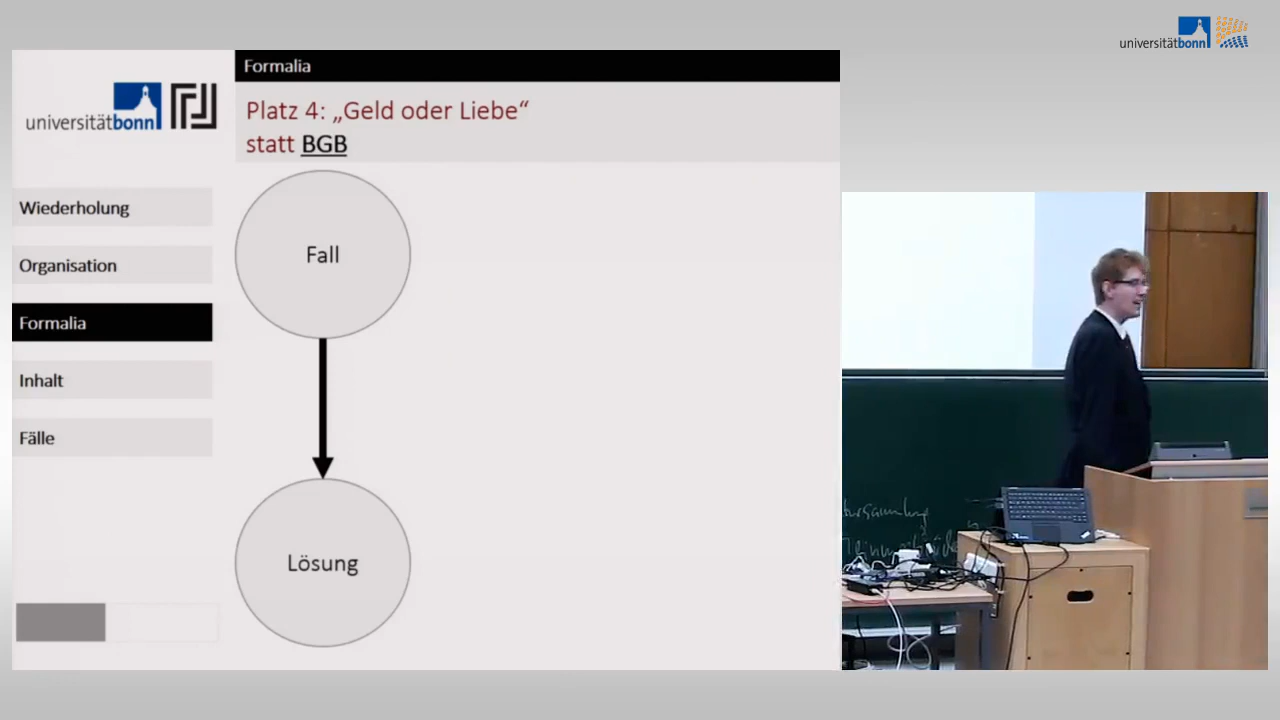 universitätbonn
Formalia
universitätbonn
Platz 4: „Geld oder Liebe“
statt BGB
Wiederholung
Organisation
Formalia
Inhalt
Fälle
Fall
Lösung